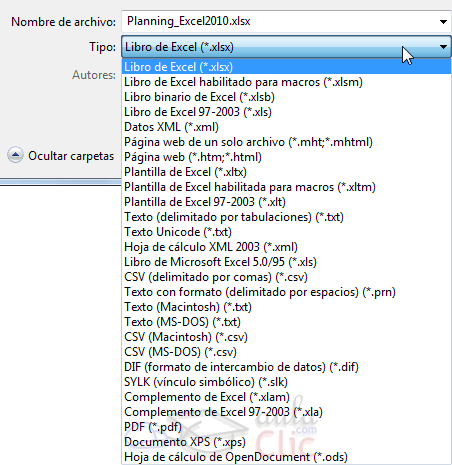 Nombre de archivo: Planning_Excel2010.xlsx
Tipo: Libro de Excel (*.xlsx)
Autores:
Libro de Excel (*.xlsx)
Libro de Excel habilitado para macros (*.xlsm)
Libro binario de Excel (*.xlsb)
Libro de Excel 97-2003 (*.xls)
Datos XML (*.xml)
Página web de un solo archivo (*.mht;*.mhtml)
Ocultar carpetas
Página web (*.htm;*.html)
Plantilla de Excel (*.xltx)
Plantilla de Excel habilitada para macros (*.xltm)
Plantilla de Excel 97-2003 (*.xlt)
Texto (delimitado por tabulaciones) (*.txt)
Texto Unicode (*.txt)
Hoja de cálculo XML 2003 (*.xml)
Libro de Microsoft Excel 5.0/95 (*.xls)
CSV (delimitado por comas) (*.csv)
Texto con formato (delimitado por espacios) (*.prn)
Texto (Macintosh) (*.txt)
Texto (MS-DOS) (*.txt)
CSV (Macintosh) (*.csv)
CSV (MS-DOS) (*.csv)
DIF (formato de intercambio de datos) (*.dif)
SYLK (vínculo simbólico) (*.slk)
Complemento de Excel (*.xlam)
Complemento de Excel 97-2003 (*.xla)
PDF (*.pdf)
Documento XPS (*.xps)
Hoja de cálculo de OpenDocument (*.ods)
aula
.com
Clic